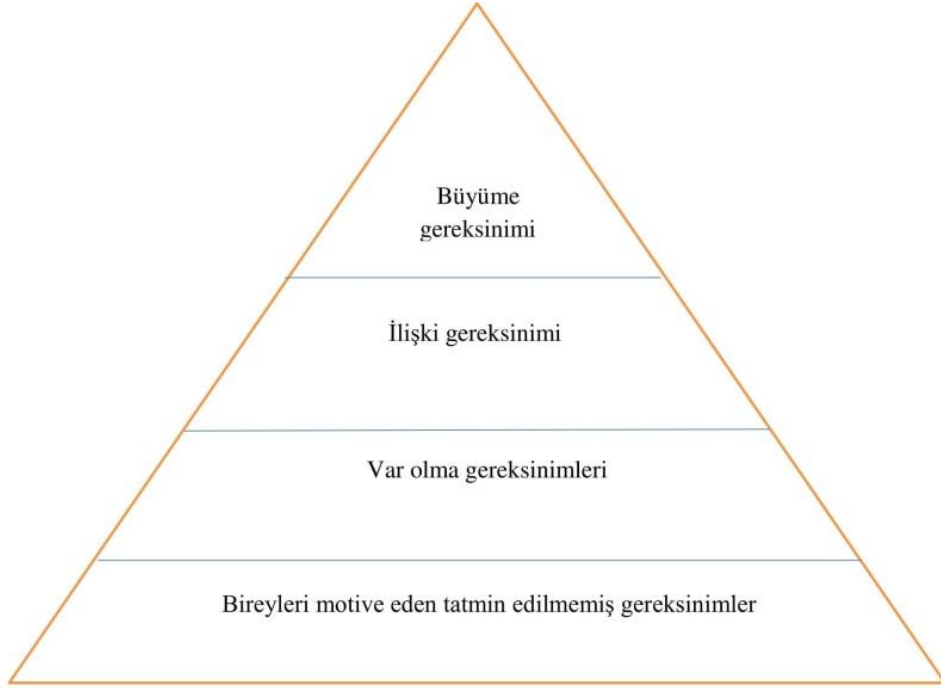 Büyüme
gereksinimi
İlişki gereksinimi
Var olma gereksinimleri
Bireyleri motive eden tatmin edilmemiş gereksinimler